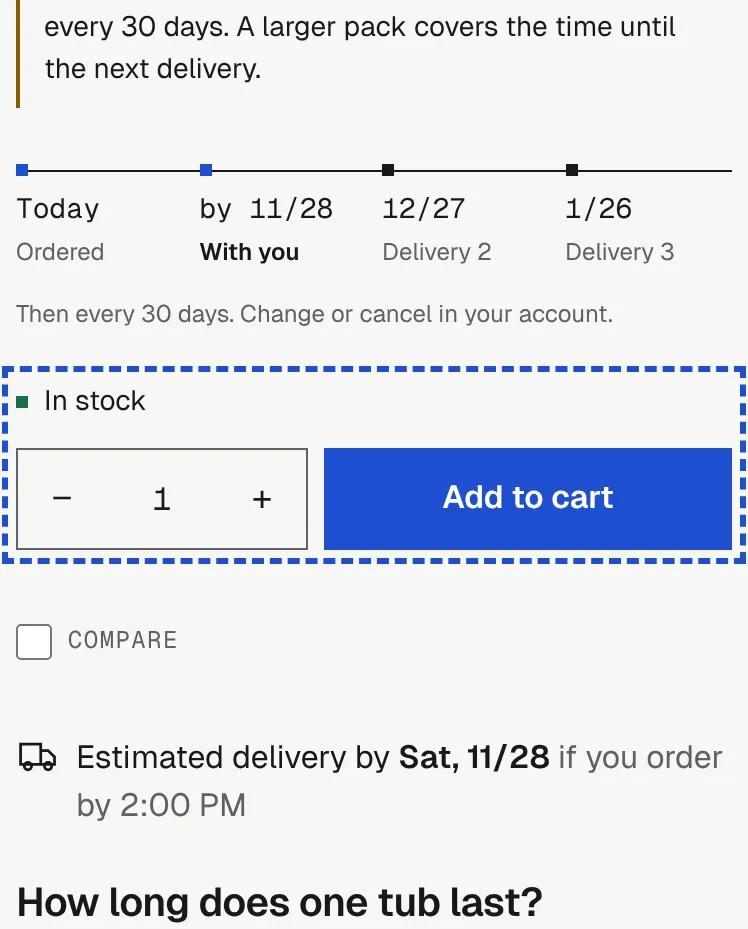 every 30 days. A larger pack covers the time until
the next delivery.
Today
by 11/28
12/27
1/26
Ordered
With you
Delivery 2
Delivery 3
Then every 30 days. Change or cancel in your account.
In stock
− 1 +
Add to cart
COMPARE
Estimated delivery by Sat, 11/28 if you order
by 2:00 PM
How long does one tub last?